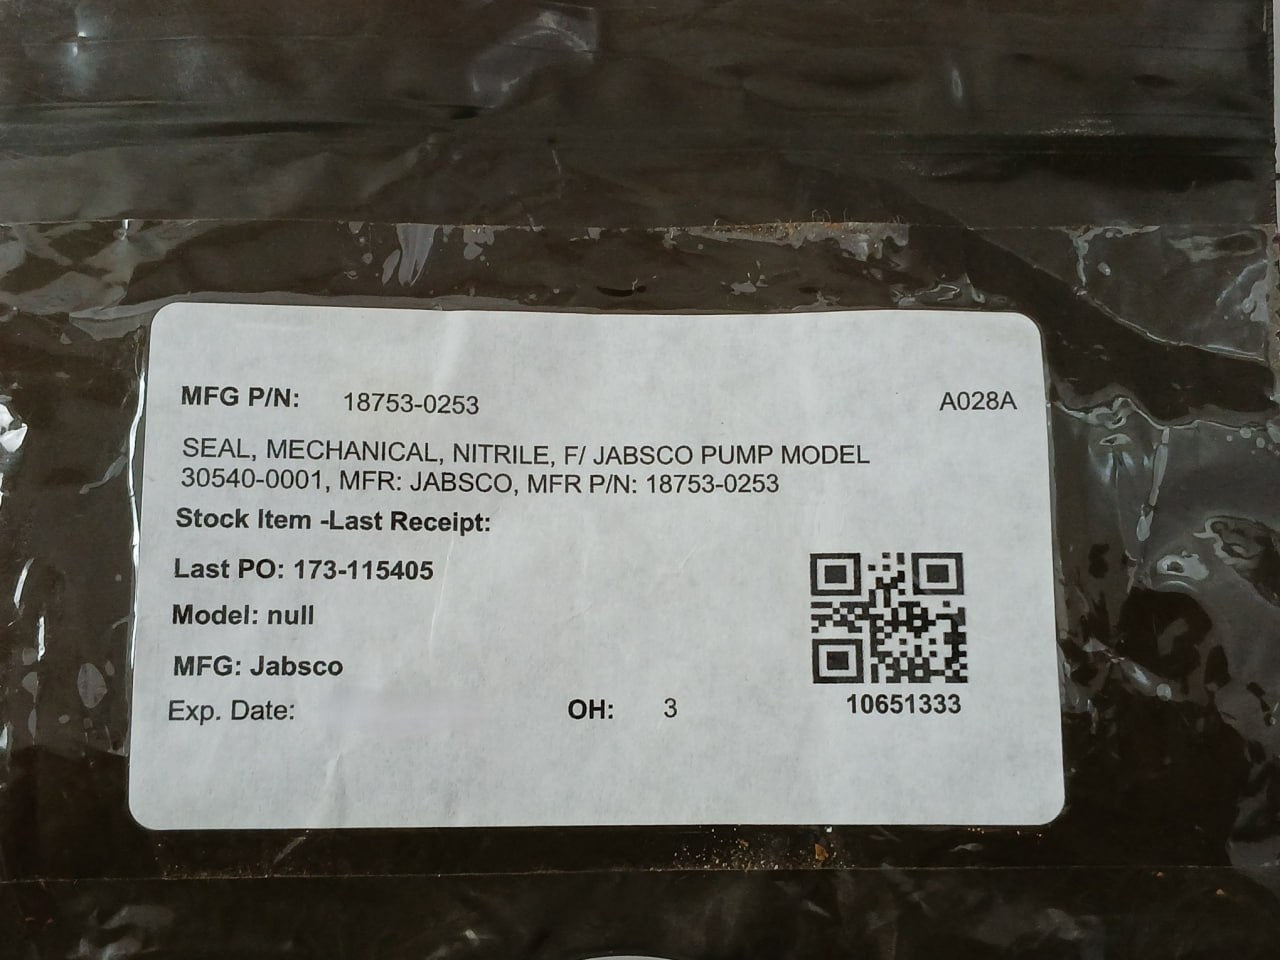 MFG P/N: 18753-0253 A028A
SEAL, MECHANICAL, NITRILE, F/ JABSCO PUMP MODEL
30540-0001, MFR: JABSCO, MFR P/N: 18753-0253
Stock Item -Last Receipt:
Last PO: 173-115405
Model: null
MFG: Jabsco
Exp. Date: OH: 3
10651333